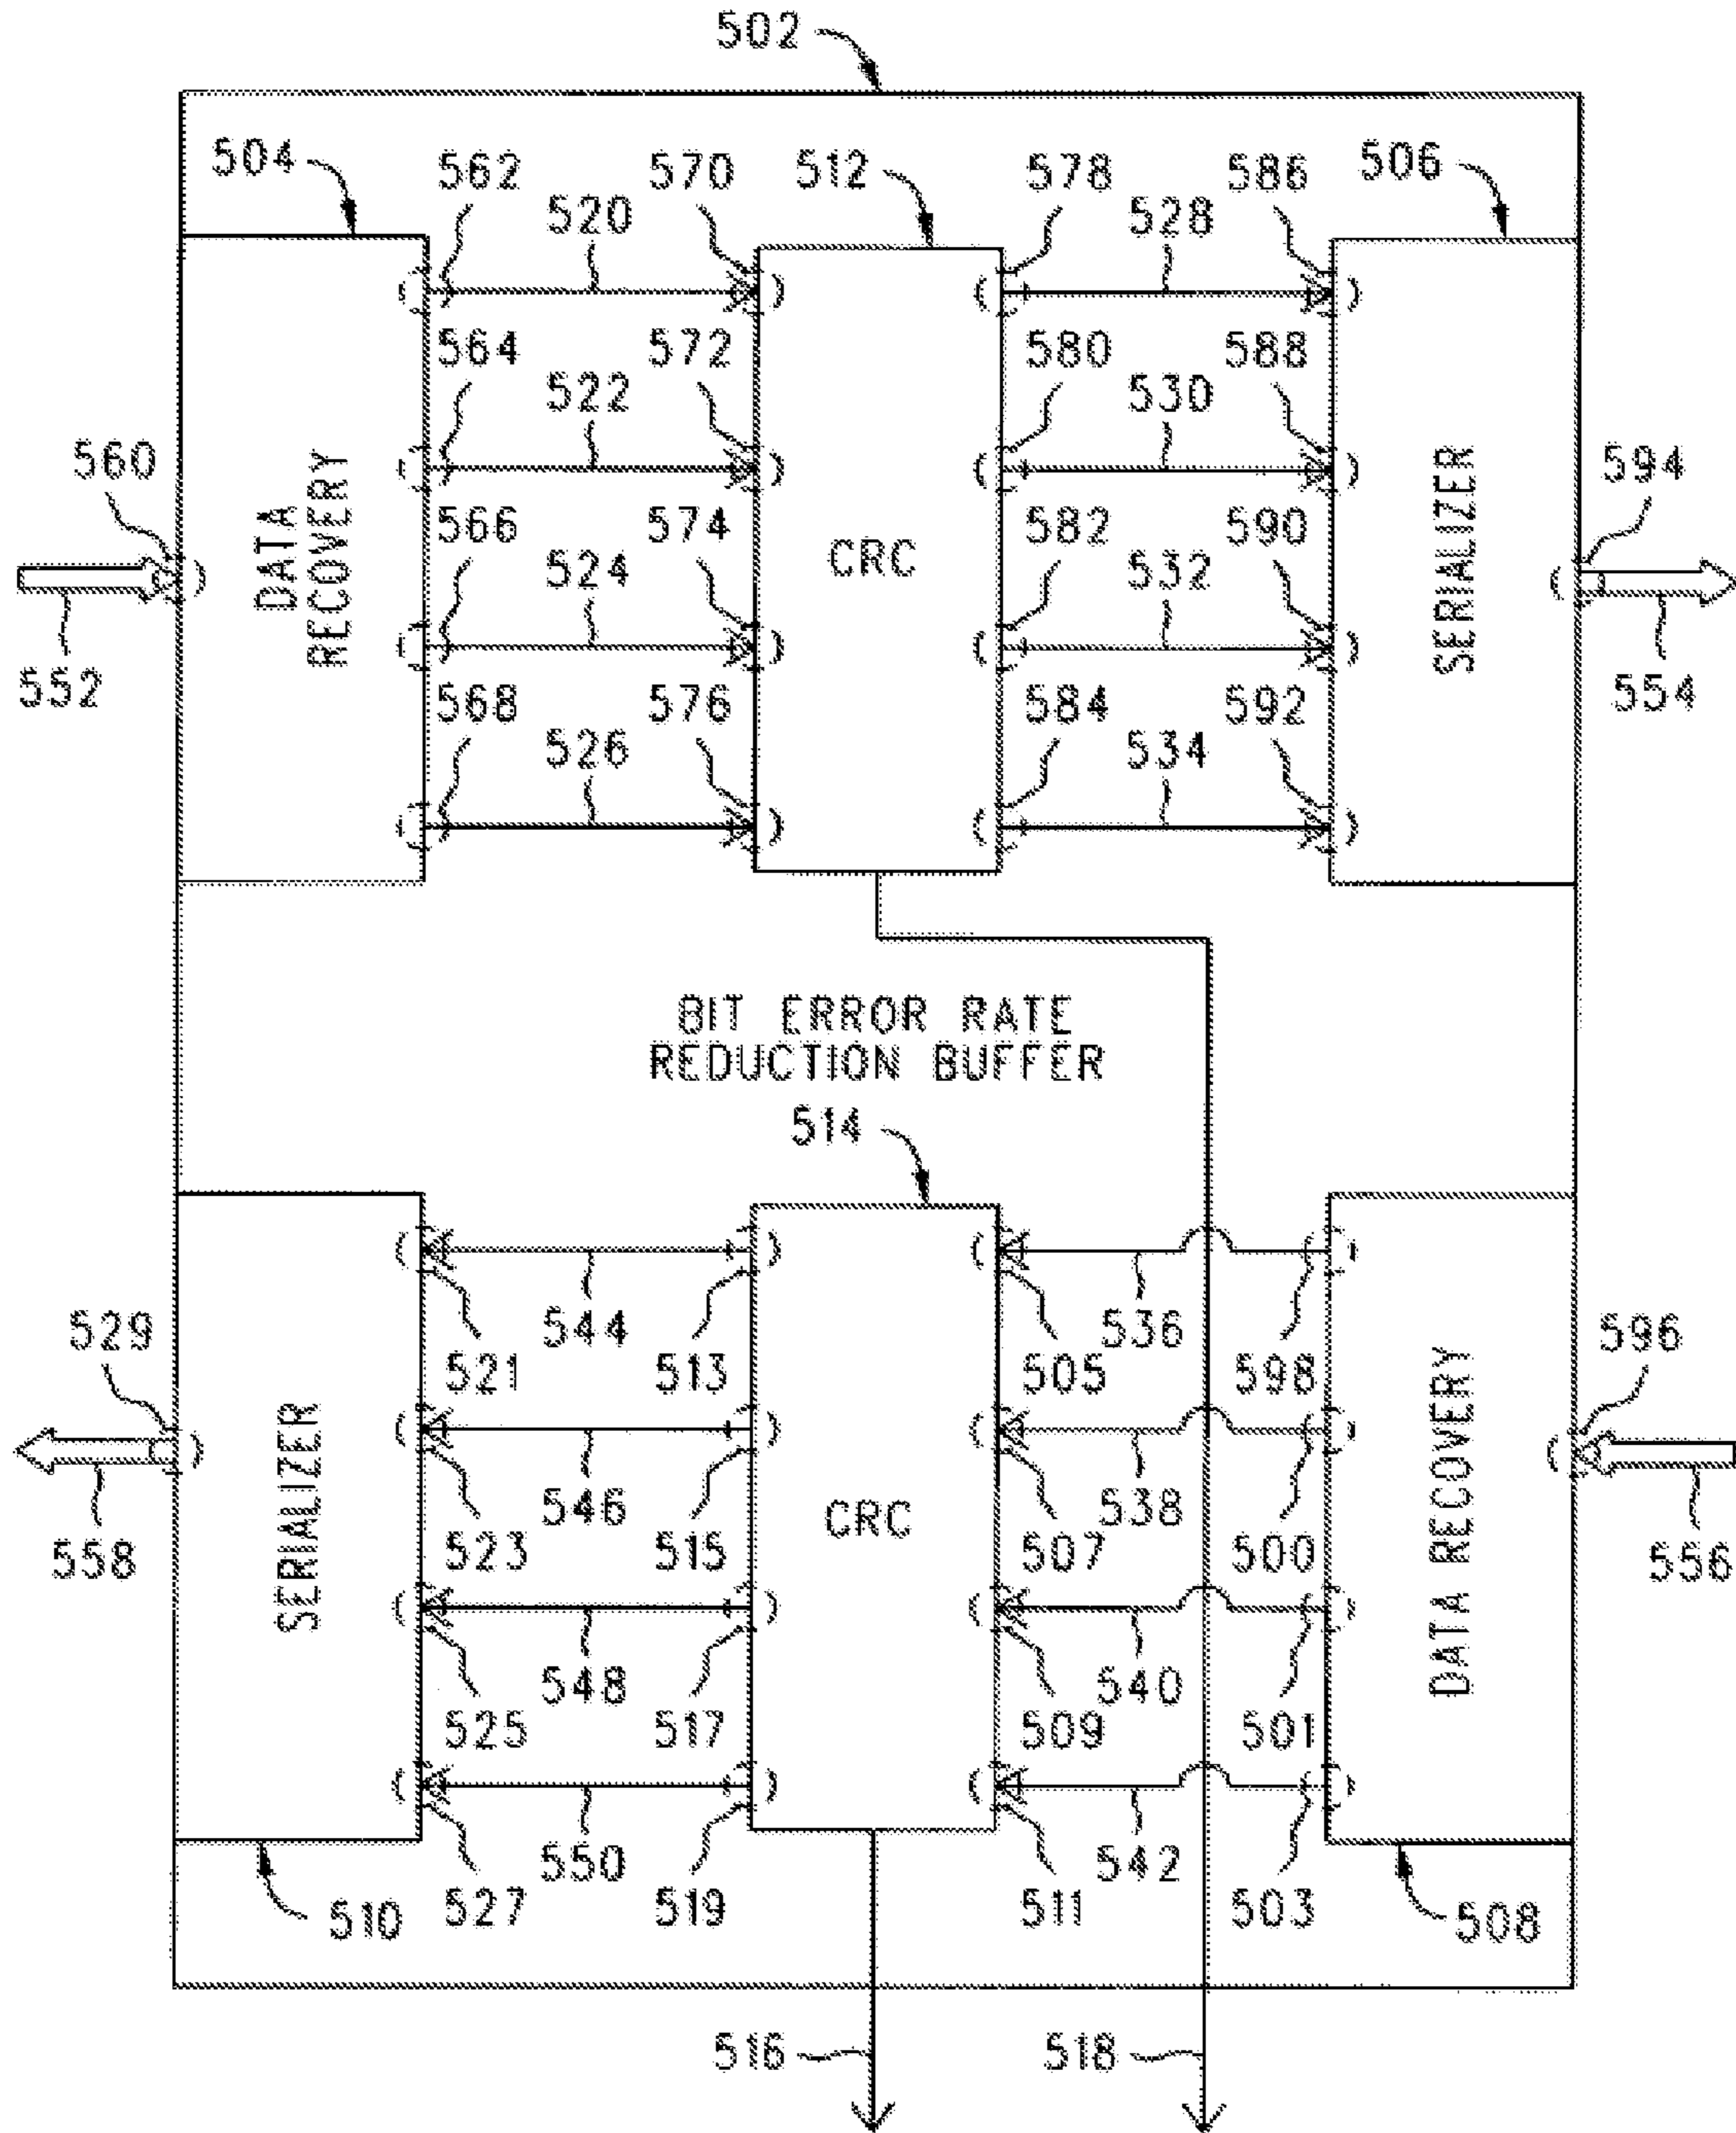 502
504 562 570 512 578 586 506
520 528
564 572 580 588
522 530
560 594
DATA
RECOVERY
CRC
SERIALIZER
566 574 582 590
524 532
552 554
568 576 584 592
526 534
BIT ERROR RATE
REDUCTION BUFFER
514
544 536
529 596
521 513 505 598
SERIALIZER
CRC
DATA RECOVERY
546 538
558 556
523 515 507 500
548 540
525 517 509 501
550 542
510 527 519 511 503 508
516 518